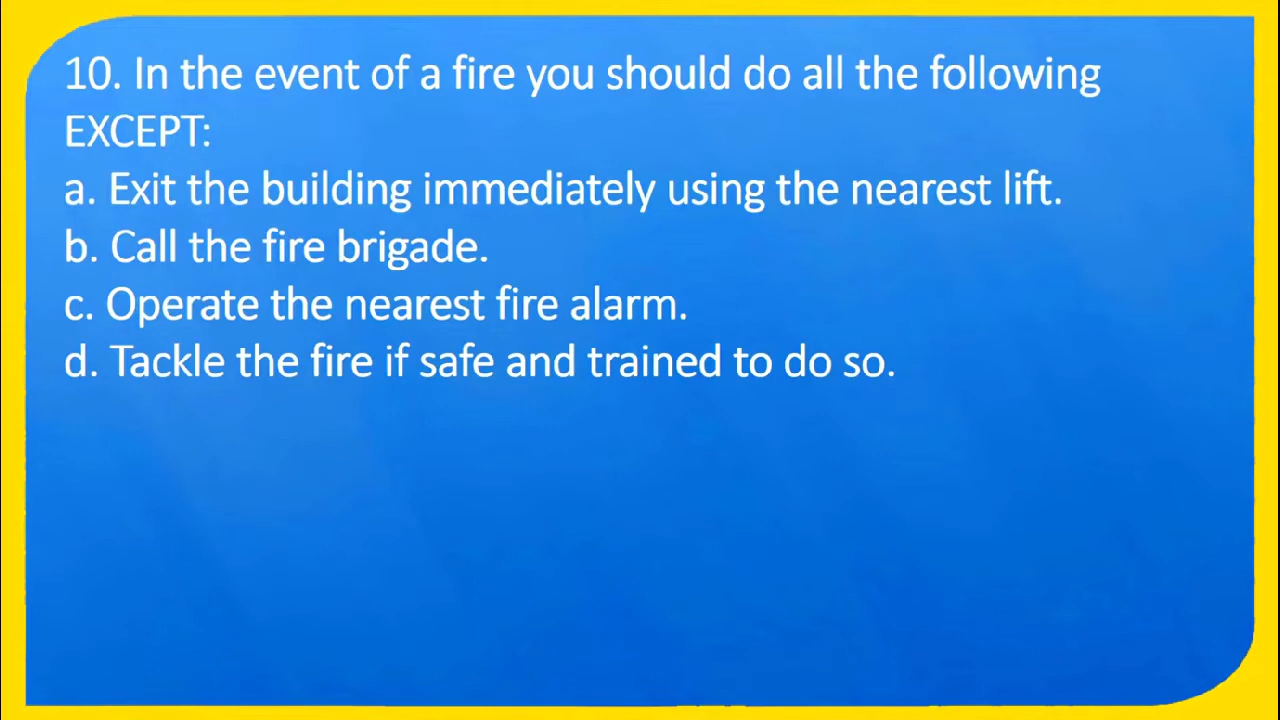 10. In the event of a fire you should do all the following
EXCEPT:
a. Exit the building immediately using the nearest lift.
b. Call the fire brigade.
c. Operate the nearest fire alarm.
d. Tackle the fire if safe and trained to do so.